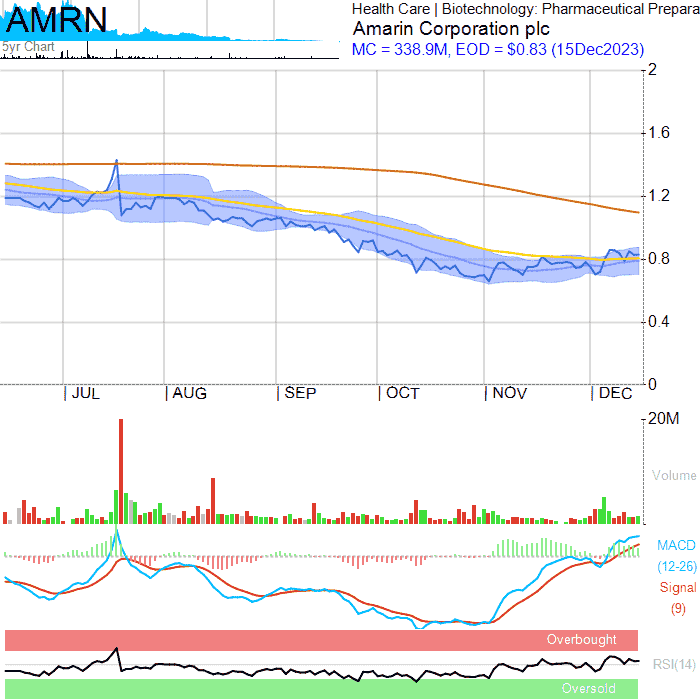 AMRN
5yr Chart
Health Care | Biotechnology: Pharmaceutical Prepara
Amarin Corporation plc
MC = 338.9M, EOD = $0.83 (15Dec2023)
2
1.6
1.2
0.8
0.4
0
JUL AUG SEP OCT NOV DEC
20M
Volume
MACD
(12-26)
Signal
(9)
Overbought
RSI(14)
Oversold